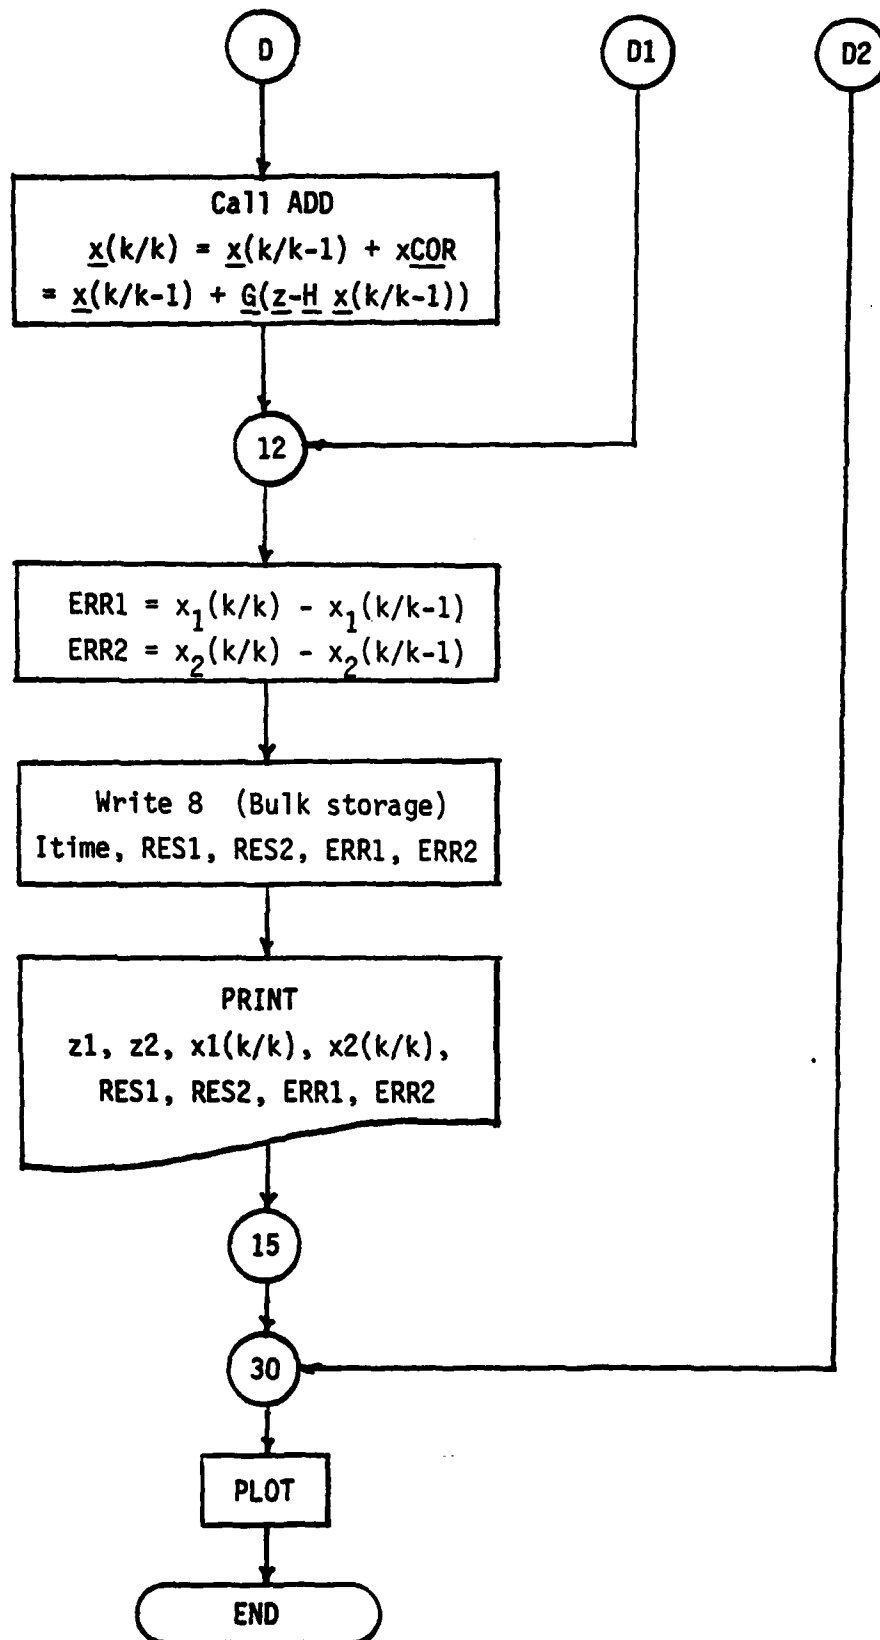 D
D1
D2
Call ADD
x(k/k) = x(k/k-1) + xCOR
= x(k/k-1) + G(z-H x(k/k-1))
12
ERR1 = x₁(k/k) - x₁(k/k-1)
ERR2 = x₂(k/k) - x₂(k/k-1)
Write 8 (Bulk storage)
Itime, RES1, RES2, ERR1, ERR2
PRINT
z1, z2, x1(k/k), x2(k/k),
RES1, RES2, ERR1, ERR2
15
30
PLOT
END